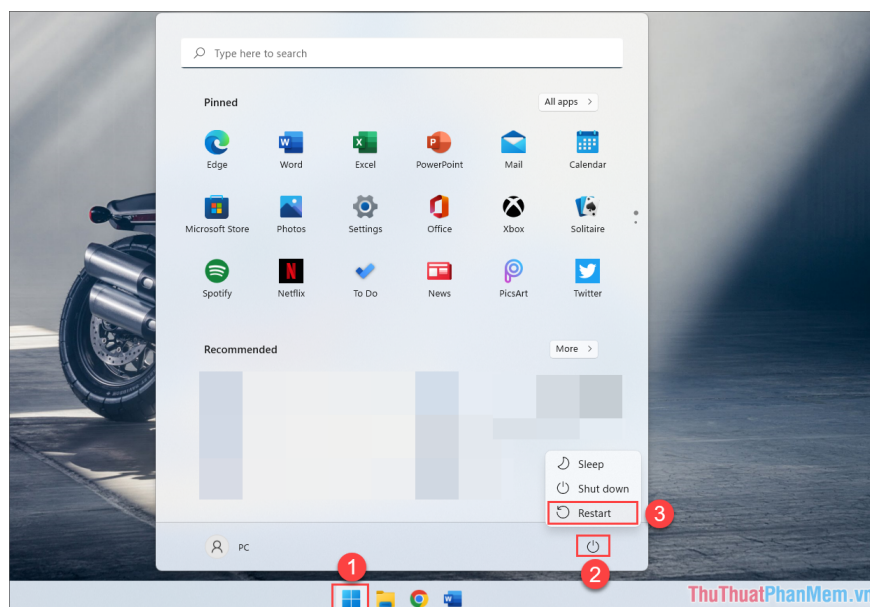 Type here to search
Pinned
All apps >
Edge
Word
Excel
PowerPoint
Mail
Calendar
Microsoft Store
Photos
Settings
Office
Xbox
Solitaire
Spotify
Netflix
To Do
News
PicsArt
Twitter
Recommended
More >
Sleep
Shut down
Restart
3
PC
1
2
ThuThuatPhanMem.vn